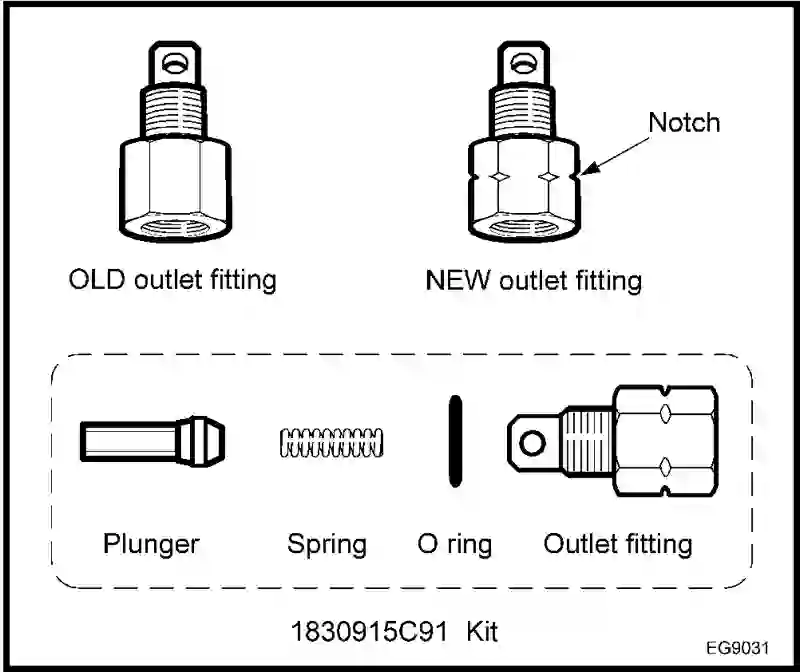 Notch
OLD outlet fitting
NEW outlet fitting
Plunger
Spring
O ring
Outlet fitting
1830915C91 Kit
EG9031